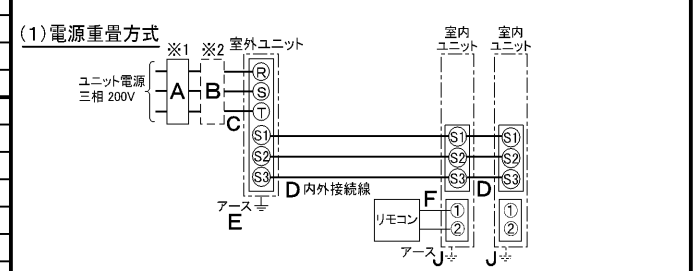 (1)電源重畳方式
※1
※2
室外ユニット
室内
ユニット
室内
ユニット
ユニット電源
三相 200V
A
B
C
R
S
T
S1
S2
S3
S1
S2
S3
S1
S2
S3
D 内外接続線
D
アース
E
リモコン
F
①
②
①
②
アース
J
J